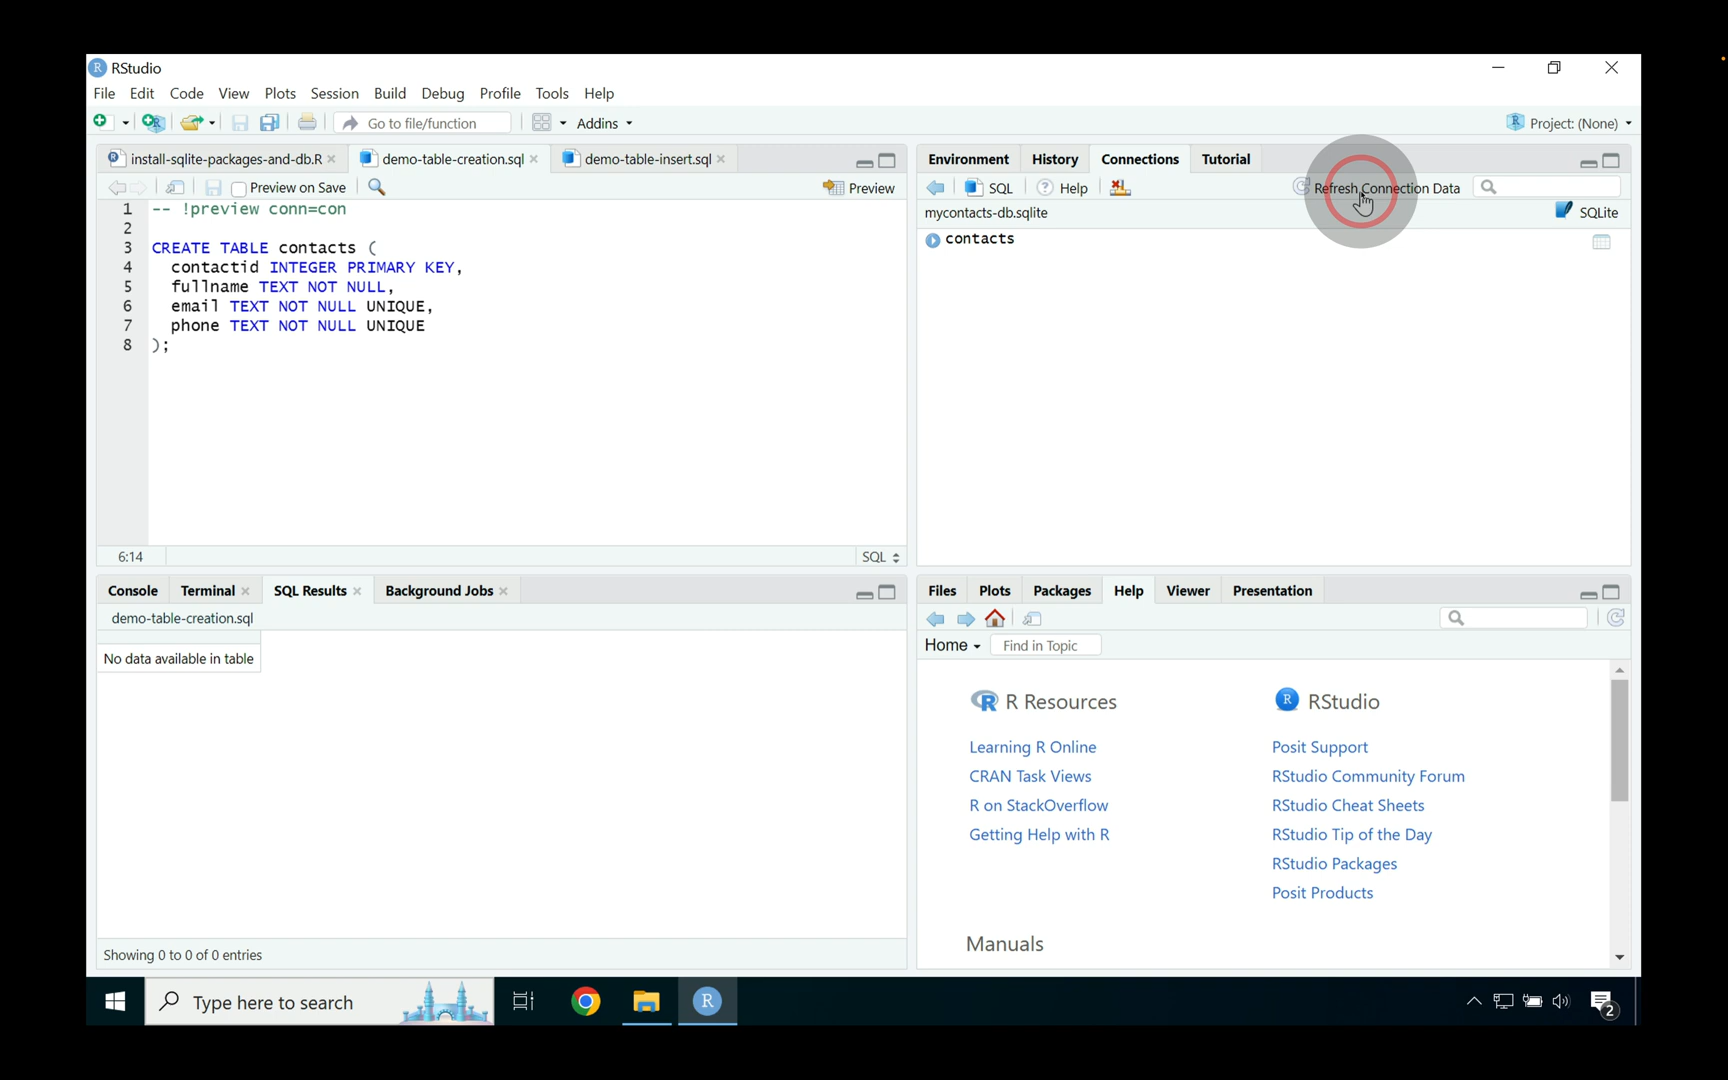 RStudio
File Edit Code View Plots Session Build Debug Profile Tools Help
Go to file/function Addins Project: (None)
install-sqlite-packages-and-db.R demo-table-creation.sql demo-table-insert.sql
Preview on Save Preview
1 -- !preview conn=con
2
3 CREATE TABLE contacts (
4 contactid INTEGER PRIMARY KEY,
5 fullname TEXT NOT NULL,
6 email TEXT NOT NULL UNIQUE,
7 phone TEXT NOT NULL UNIQUE
8 );
6:14 SQL
Environment History Connections Tutorial
SQL Help Refresh Connection Data
mycontacts-db.sqlite SQLite
contacts
Console Terminal SQL Results Background Jobs
demo-table-creation.sql
No data available in table
Showing 0 to 0 of 0 entries
Files Plots Packages Help Viewer Presentation
Home Find in Topic
R Resources
Learning R Online
CRAN Task Views
R on StackOverflow
Getting Help with R
RStudio
Posit Support
RStudio Community Forum
RStudio Cheat Sheets
RStudio Tip of the Day
RStudio Packages
Posit Products
Manuals
Type here to search
2